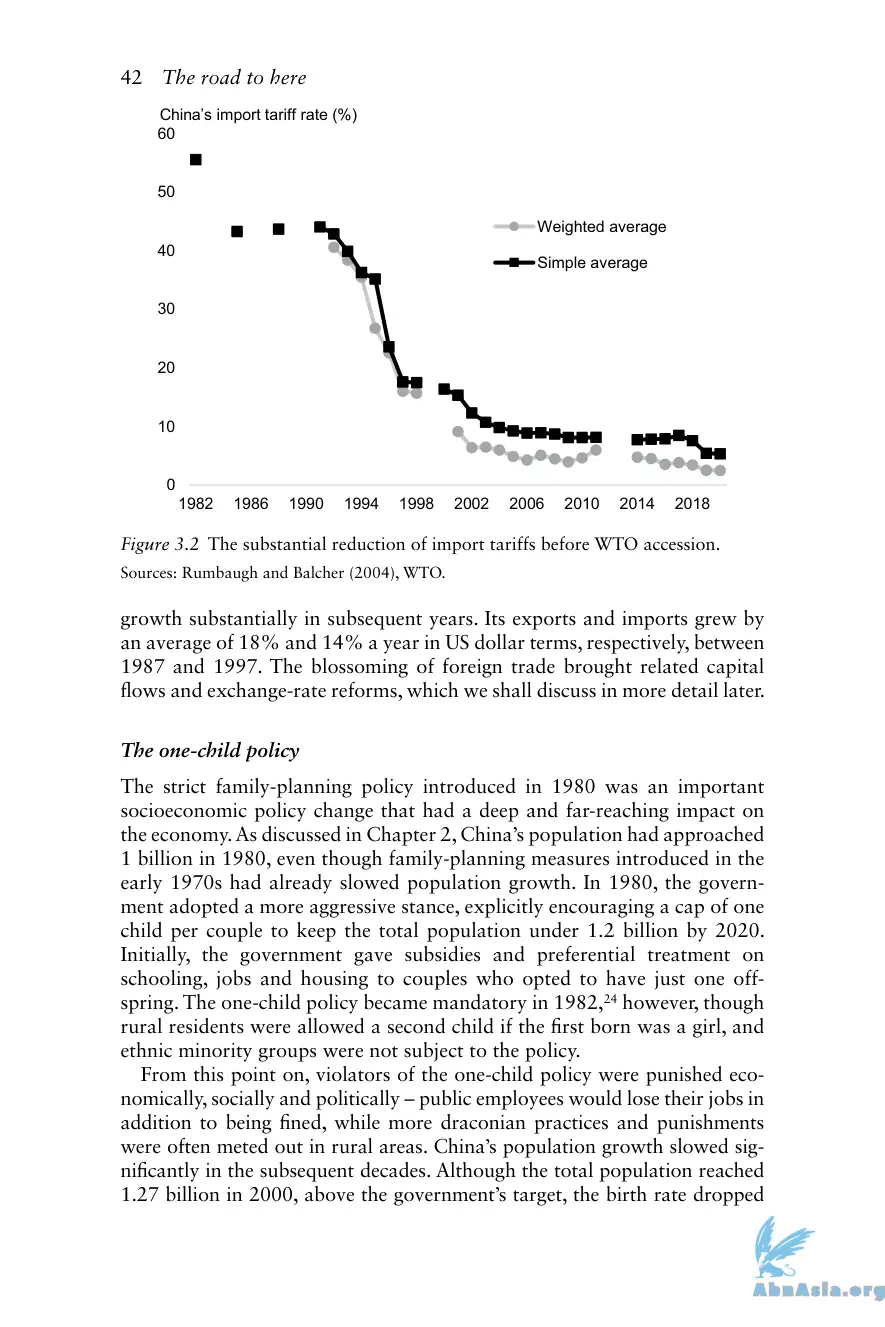 42 The road to here
China's import tariff rate (%)
60
50
40
30
20
10
0
Weighted average
Simple average
1982 1986 1990 1994 1998 2002 2006 2010 2014 2018
Figure 3.2 The substantial reduction of import tariffs before WTO accession.
Sources: Rumbaugh and Balcher (2004), WTO.
growth substantially in subsequent years. Its exports and imports grew by
an average of 18% and 14% a year in US dollar terms, respectively, between
1987 and 1997. The blossoming of foreign trade brought related capital
flows and exchange-rate reforms, which we shall discuss in more detail later.
The one-child policy
The strict family-planning policy introduced in 1980 was an important
socioeconomic policy change that had a deep and far-reaching impact on
the economy. As discussed in Chapter 2, China's population had approached
1 billion in 1980, even though family-planning measures introduced in the
early 1970s had already slowed population growth. In 1980, the govern-
ment adopted a more aggressive stance, explicitly encouraging a cap of one
child per couple to keep the total population under 1.2 billion by 2020.
Initially, the government gave subsidies and preferential treatment on
schooling, jobs and housing to couples who opted to have just one off-
spring. The one-child policy became mandatory in 1982,24 however, though
rural residents were allowed a second child if the first born was a girl, and
ethnic minority groups were not subject to the policy.
From this point on, violators of the one-child policy were punished eco-
nomically, socially and politically – public employees would lose their jobs in
addition to being fined, while more draconian practices and punishments
were often meted out in rural areas. China's population growth slowed sig-
nificantly in the subsequent decades. Although the total population reached
1.27 billion in 2000, above the government's target, the birth rate dropped
AbnAsia.org